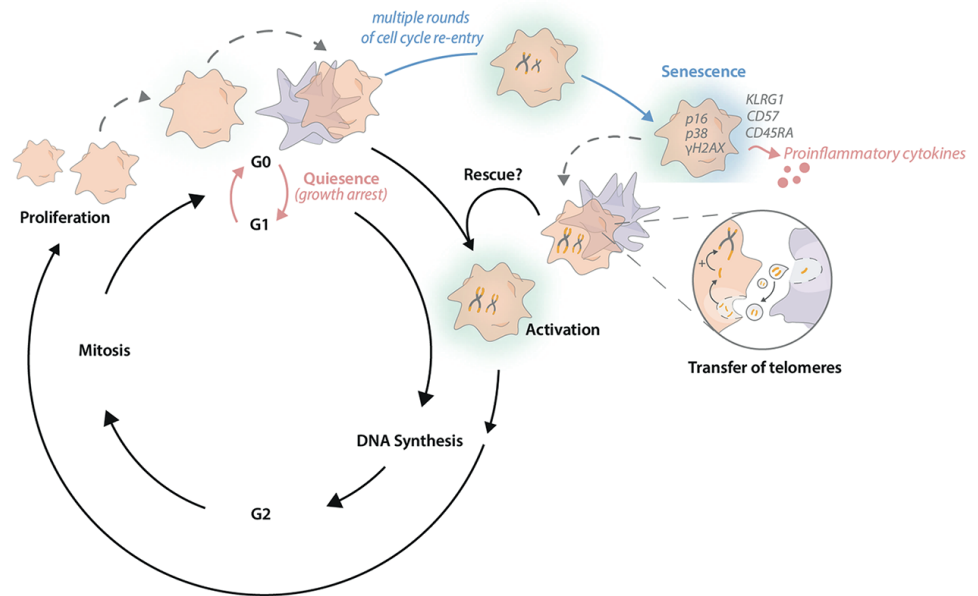 multiple rounds
of cell cycle re-entry
Senescence
KLRG1
CD57
CD45RA
p16
p38
γH2AX
Proinflammatory cytokines
G0
Quiesence
(growth arrest)
G1
Rescue?
Proliferation
+
Activation
Transfer of telomeres
Mitosis
DNA Synthesis
G2